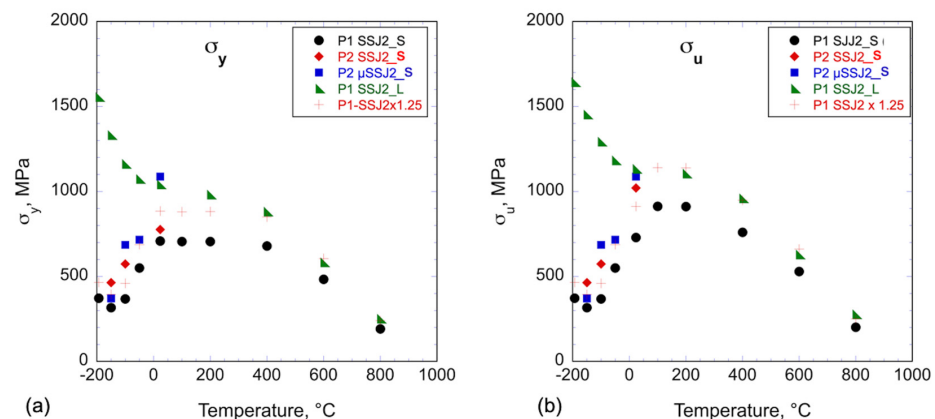 2000
1500
1000
500
0
σy, MPa
σy
P1 SSJ2_S
P2 SSJ2_S
P2 μSSJ2_S
P1 SSJ2_L
P1-SSJ2x1.25
-200 0 200 400 600 800 1000
(a)
Temperature, °C
2000
1500
1000
500
0
σu, MPa
σu
P1 SJJ2_S (
P2 SSJ2_S
P2 μSSJ2_S
P1 SSJ2_L
P1 SSJ2 x 1.25
-200 0 200 400 600 800 1000
(b)
Temperature, °C